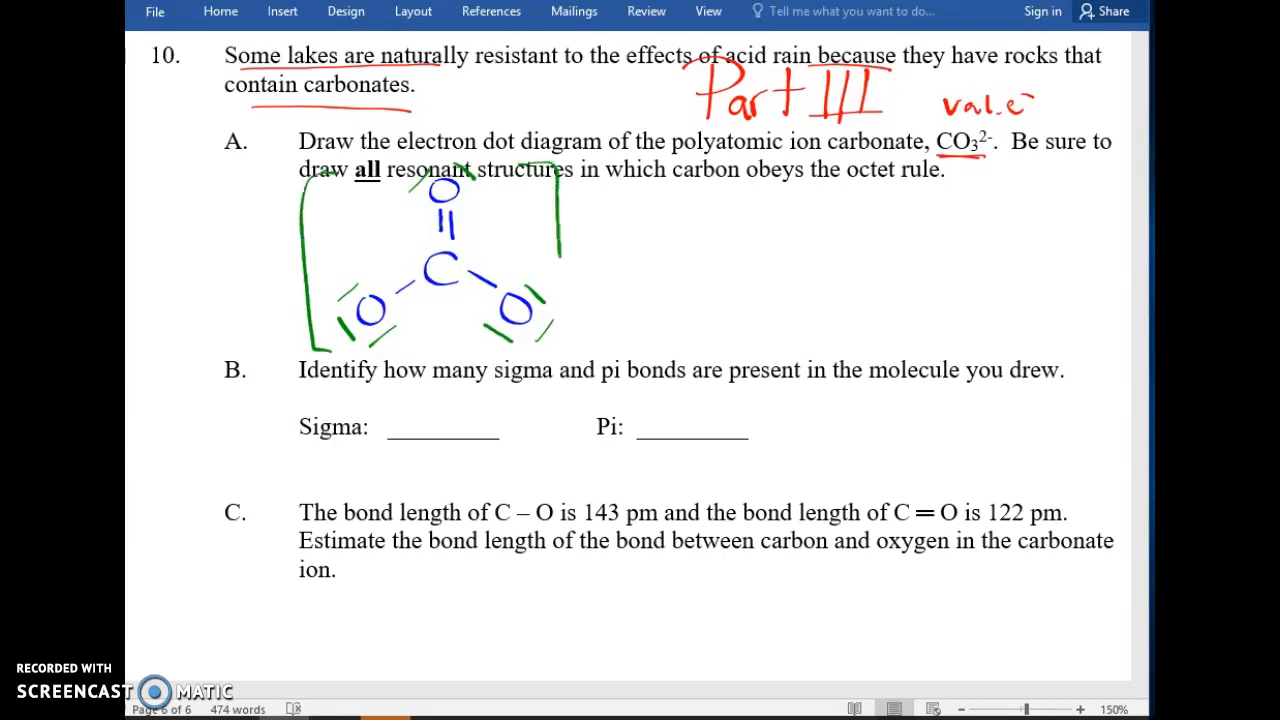 File Home Insert Design Layout References Mailings Review View Tell me what you want to do... Sign in Share
10. Some lakes are naturally resistant to the effects of acid rain because they have rocks that
contain carbonates.
Part III
val.e⁻
A. Draw the electron dot diagram of the polyatomic ion carbonate, CO₃²⁻. Be sure to
draw all resonant structures in which carbon obeys the octet rule.
O
C
O O
B. Identify how many sigma and pi bonds are present in the molecule you drew.
Sigma: __________ Pi: __________
C. The bond length of C – O is 143 pm and the bond length of C = O is 122 pm.
Estimate the bond length of the bond between carbon and oxygen in the carbonate
ion.
RECORDED WITH
SCREENCAST MATIC
Page 6 of 6 474 words 150%